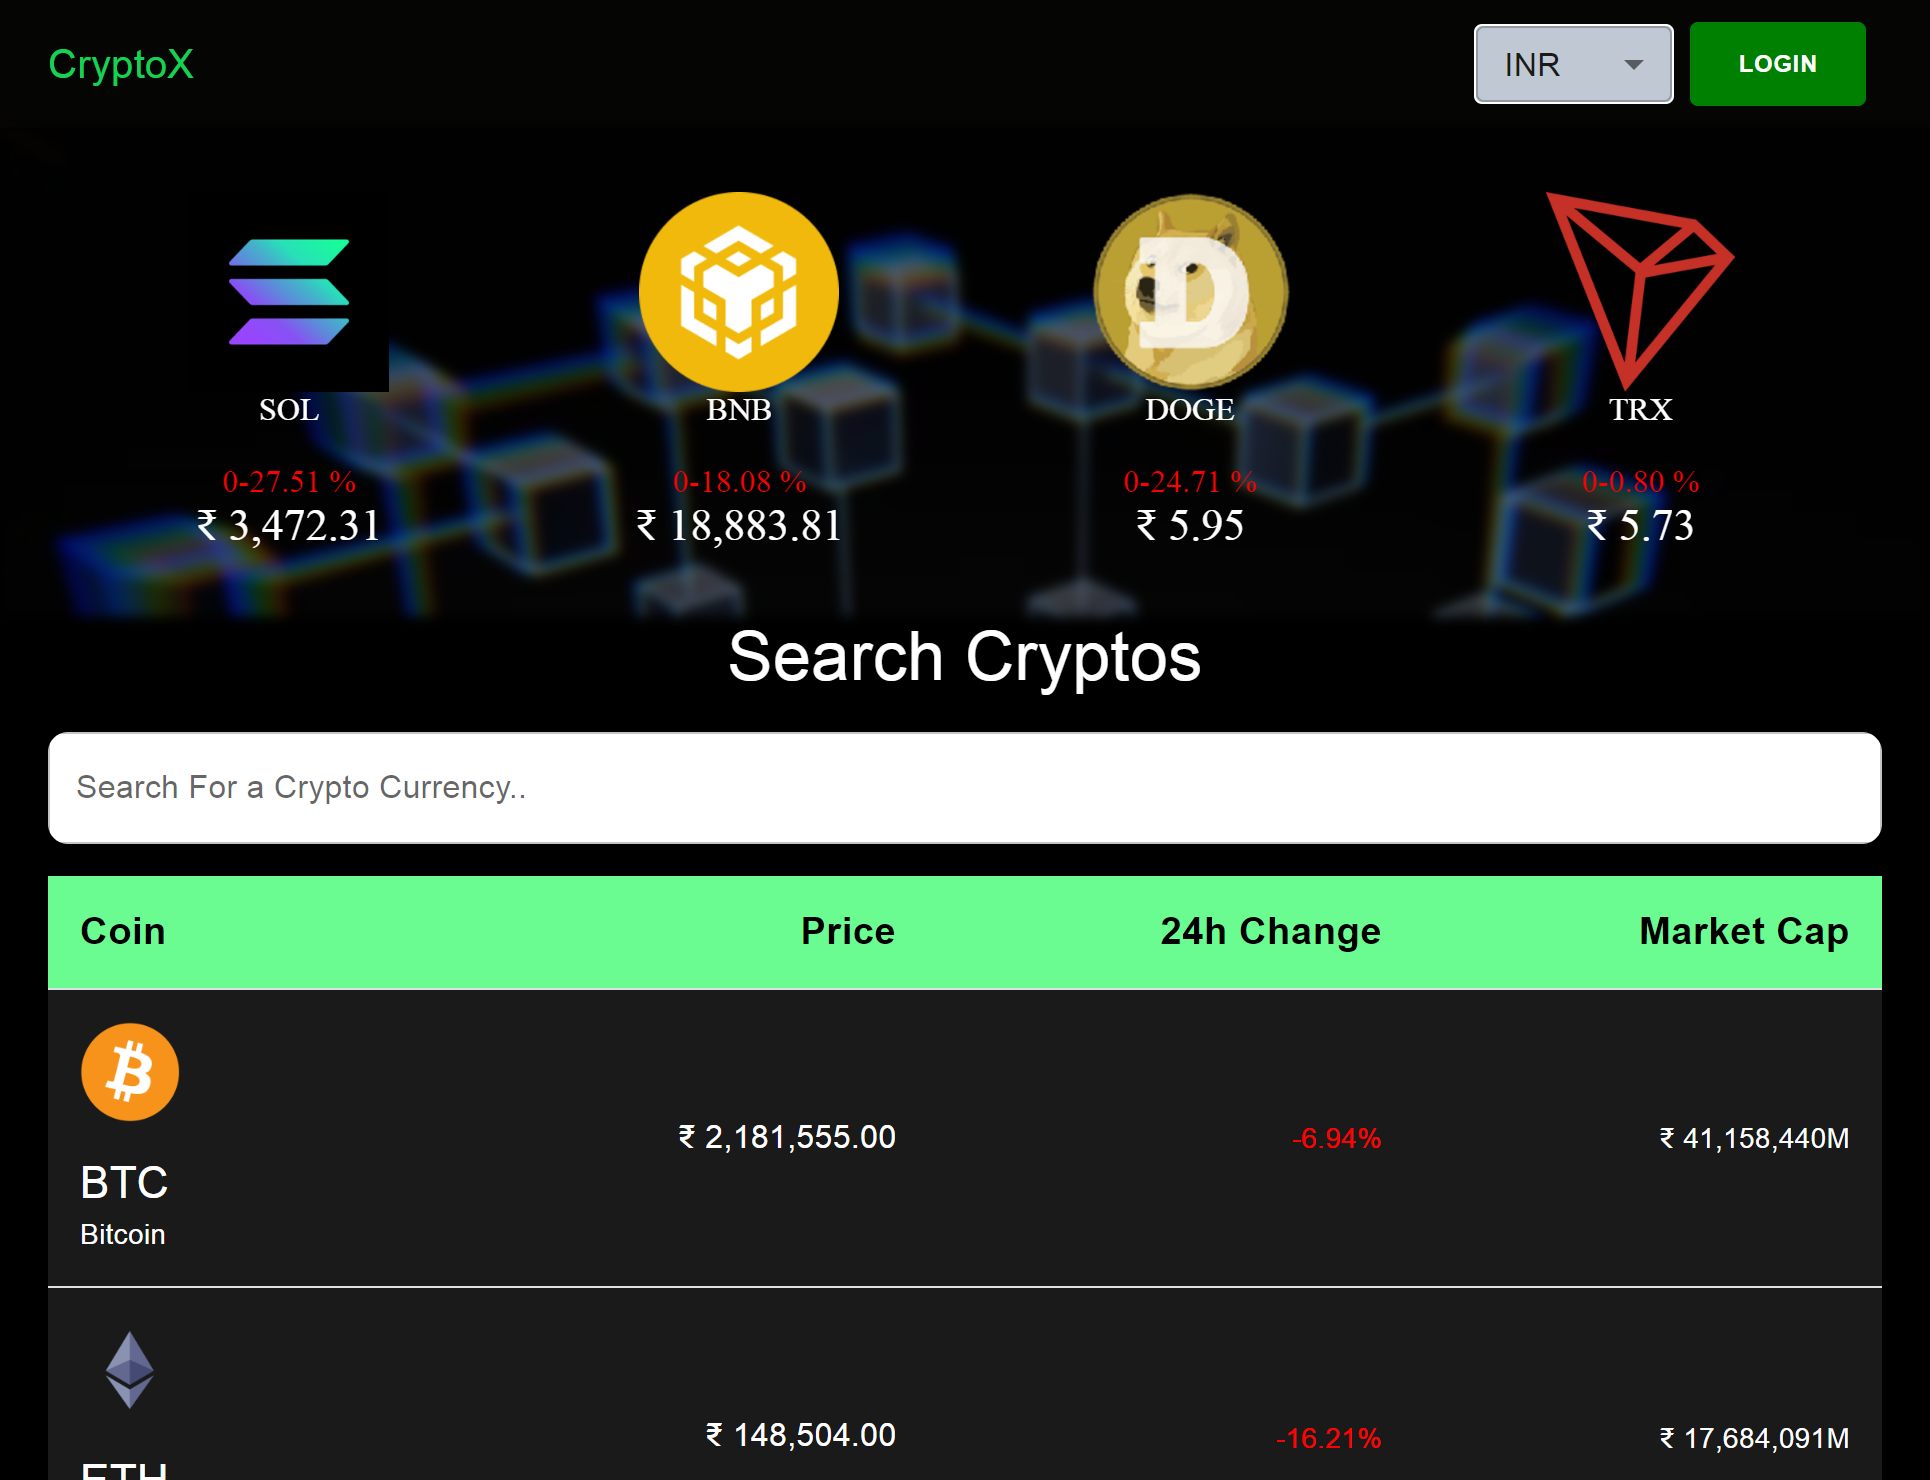 CryptoX
INR
LOGIN
SOL
BNB
DOGE
TRX
0-27.51 %
0-18.08 %
0-24.71 %
0-0.80 %
₹ 3,472.31
₹ 18,883.81
₹ 5.95
₹ 5.73
Search Cryptos
Search For a Crypto Currency..
Coin Price 24h Change Market Cap
BTC
Bitcoin
₹ 2,181,555.00 -6.94% ₹ 41,158,440M
₹ 148,504.00 -16.21% ₹ 17,684,091M
ETH